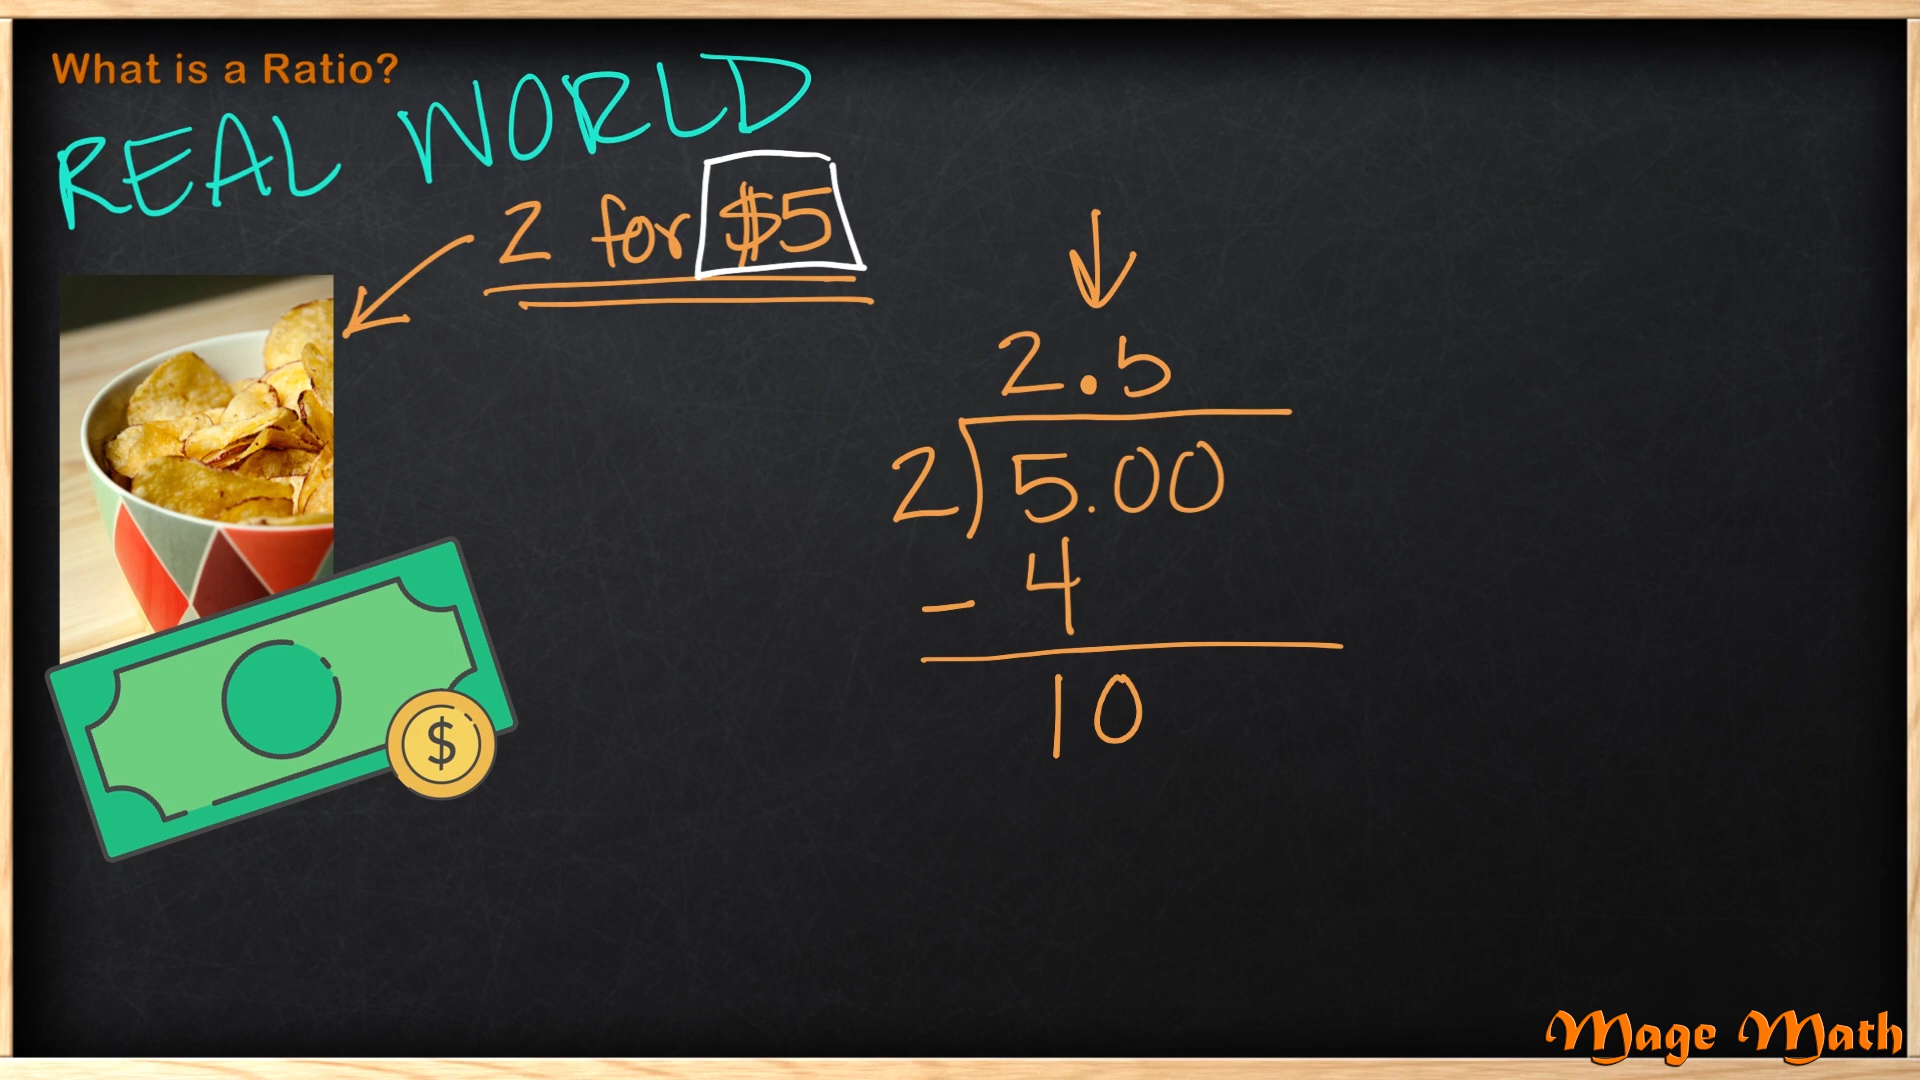 What is a Ratio?
REAL WORLD
2 for $5
2.5
2)5.00
- 4
10
$
Mage Math